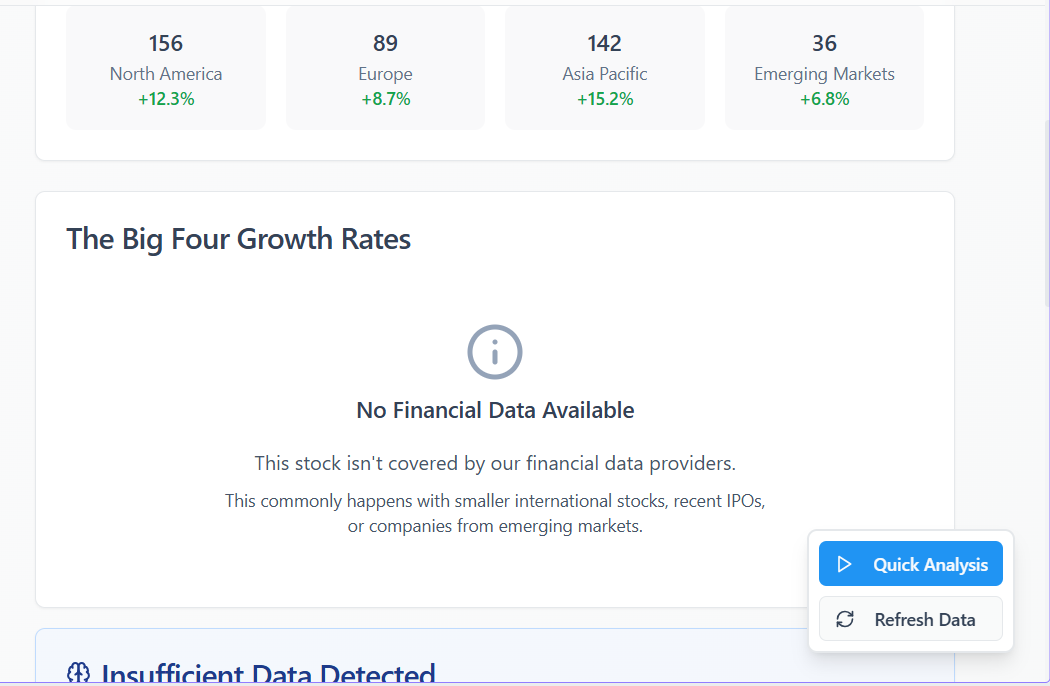 156
North America
+12.3%
89
Europe
+8.7%
142
Asia Pacific
+15.2%
36
Emerging Markets
+6.8%
The Big Four Growth Rates
No Financial Data Available
This stock isn't covered by our financial data providers.
This commonly happens with smaller international stocks, recent IPOs,
or companies from emerging markets.
Quick Analysis
Refresh Data
Insufficient Data Detected